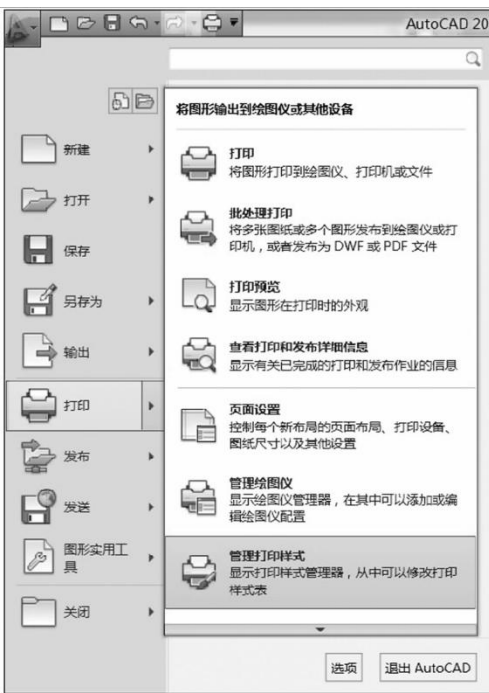 AutoCAD 20
将图形输出到绘图仪或其他设备
新建
打开
保存
另存为
输出
打印
发布
发送
图形实用工
具
关闭
打印
将图形打印到绘图仪、打印机或文件
批处理打印
将多张图纸或多个图形发布到绘图仪或打
印机，或者发布为 DWF 或 PDF 文件
打印预览
显示图形在打印时的外观
查看打印和发布详细信息
显示有关已完成的打印和发布作业的信息
页面设置
控制每个新布局的页面布局、打印设备、
图纸尺寸以及其他设置
管理绘图仪
显示绘图仪管理器，在其中可以添加或编
辑绘图仪配置
管理打印样式
显示打印样式管理器，从中可以修改打印
样式表
选项
退出 AutoCAD